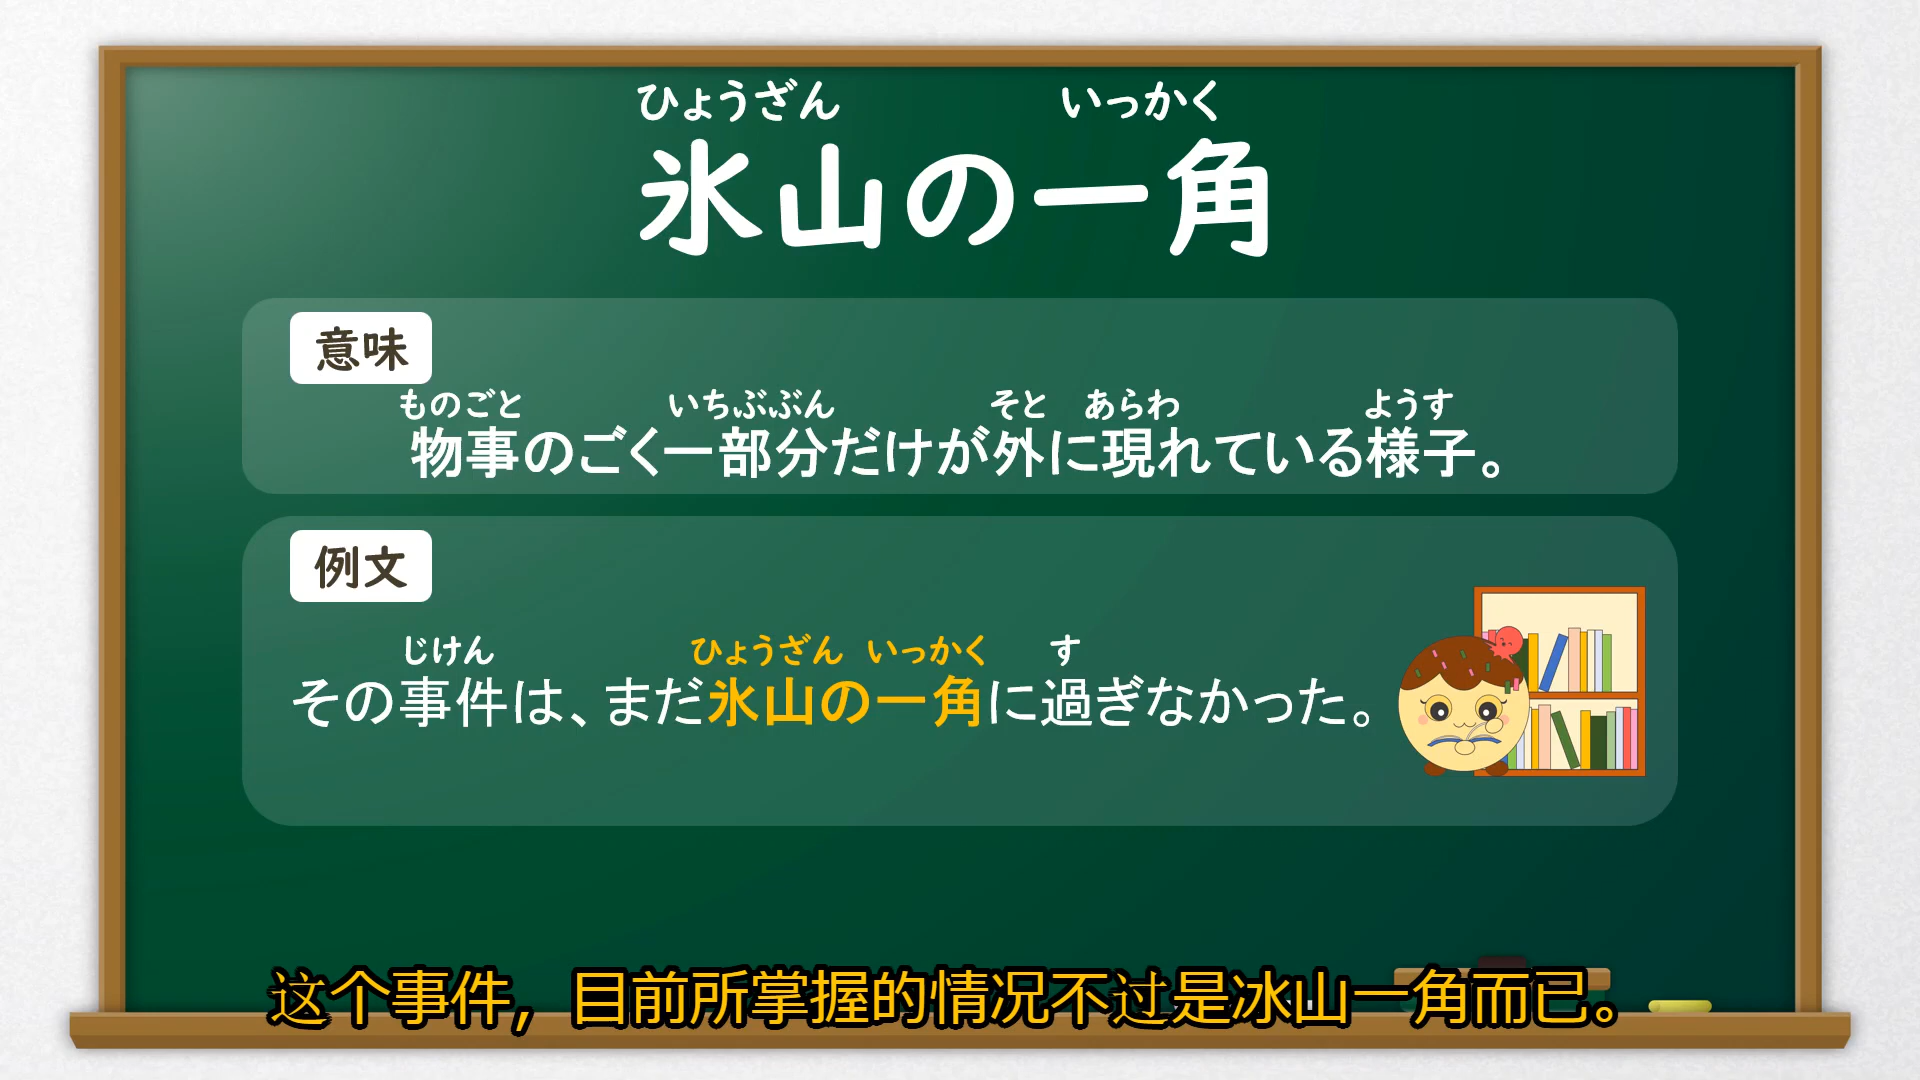 ひょうざん いっかく
氷山の一角
意味
ものごと いちぶぶん そと あらわ ようす
物事のごく一部分だけが外に現れている様子。
例文
じけん ひょうざん いっかく す
その事件は、まだ氷山の一角に過ぎなかった。
这个事件，目前所掌握的情况不过是冰山一角而已。